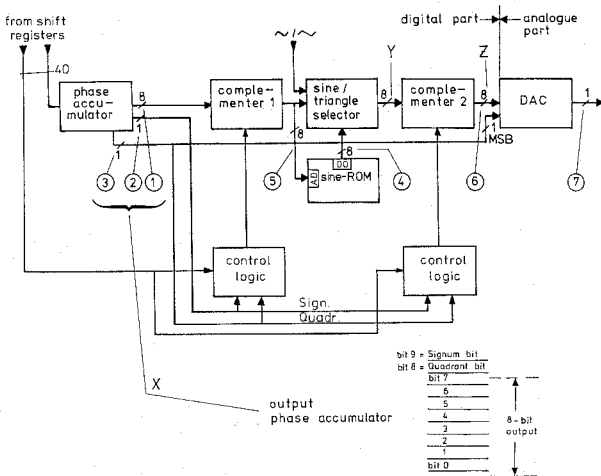 digital part
analogue
part
from shift
registers
~/~
40
phase
accu-
mulator
8
1
1
3
2
1
comple-
menter 1
8
5
sine/
triangle
selector
8
Y
DO
AD
sine-ROM
8
4
comple-
menter 2
Z
8
6
1
MSB
DAC
1
7
control
logic
control
logic
Sign.
Quadr.
X
output
phase accumulator
bit 9 = Signum bit
bit 8 = Quadrant bit
bit 7
6
5
4
3
2
1
bit 0
8-bit
output